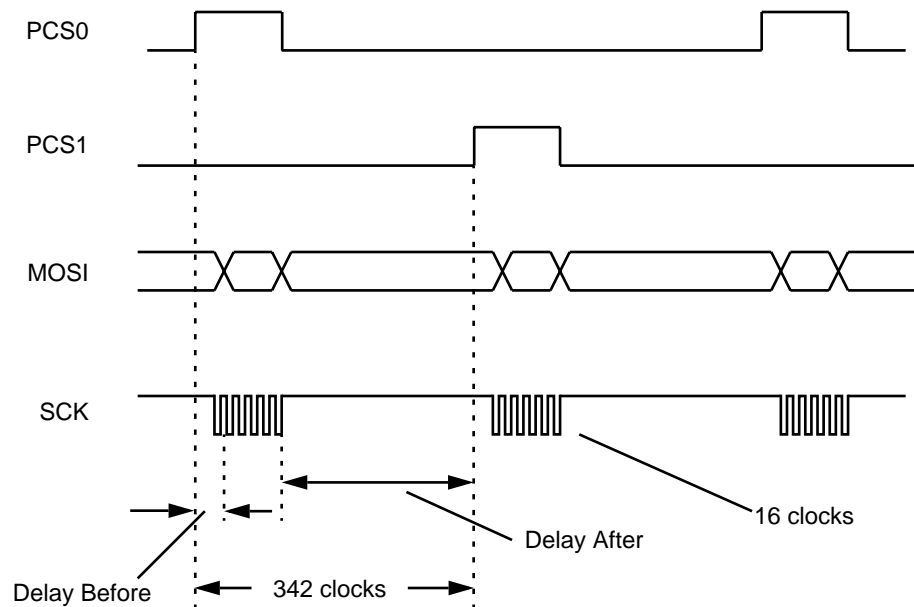 PCS0
PCS1
MOSI
SCK
16 clocks
Delay After
Delay Before
342 clocks